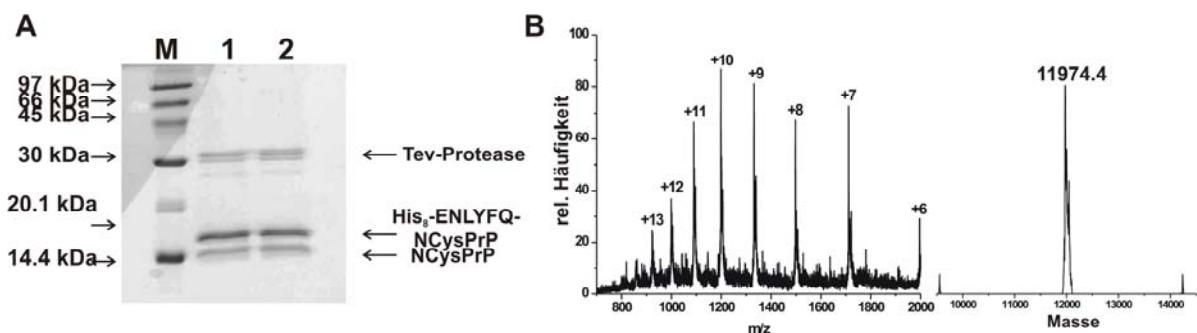 A
M 1 2
97 kDa
66 kDa
45 kDa
30 kDa
20.1 kDa
14.4 kDa
Tev-Protease
His₈-ENLYFQ-
NCysPrP
NCysPrP
B
rel. Häufigkeit
100
80
60
40
20
0
+13
+12
+11
+10
+9
+8
+7
+6
800 1000 1200 1400 1600 1800 2000
m/z
11974.4
10000 11000 12000 13000 14000
Masse